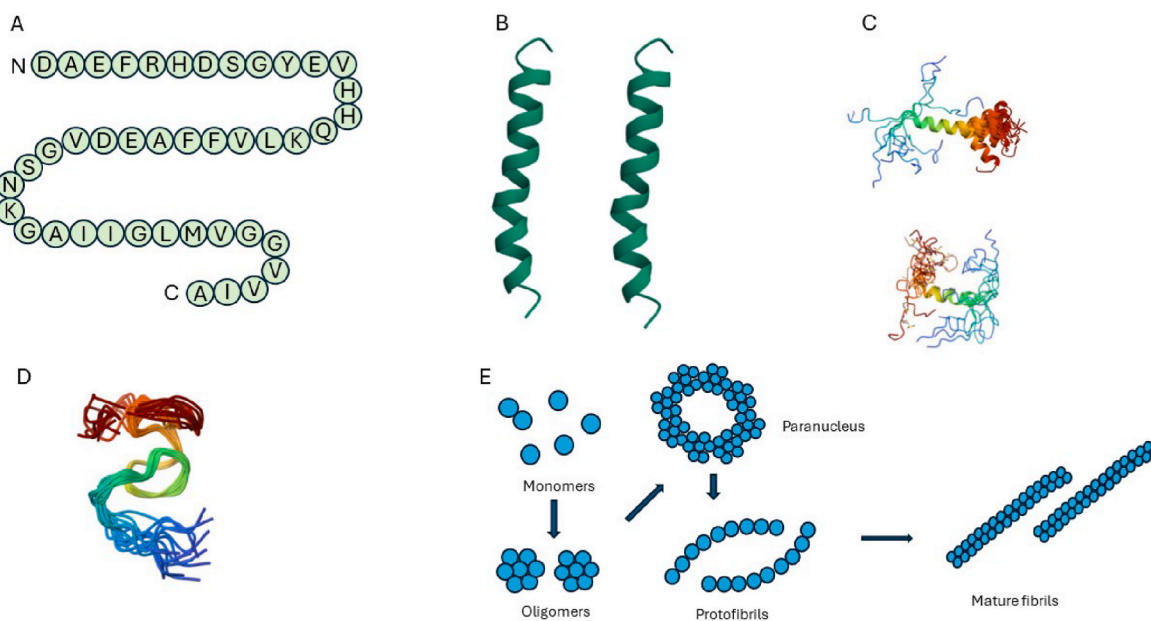 A
N D A E F R H D S G Y E V
H
H
S G V D E A F F V L K Q
N
K
G A I I G L M V G G
V
C A I V
B
C
D
E
Monomers
Oligomers
Paranucleus
Protofibrils
Mature fibrils